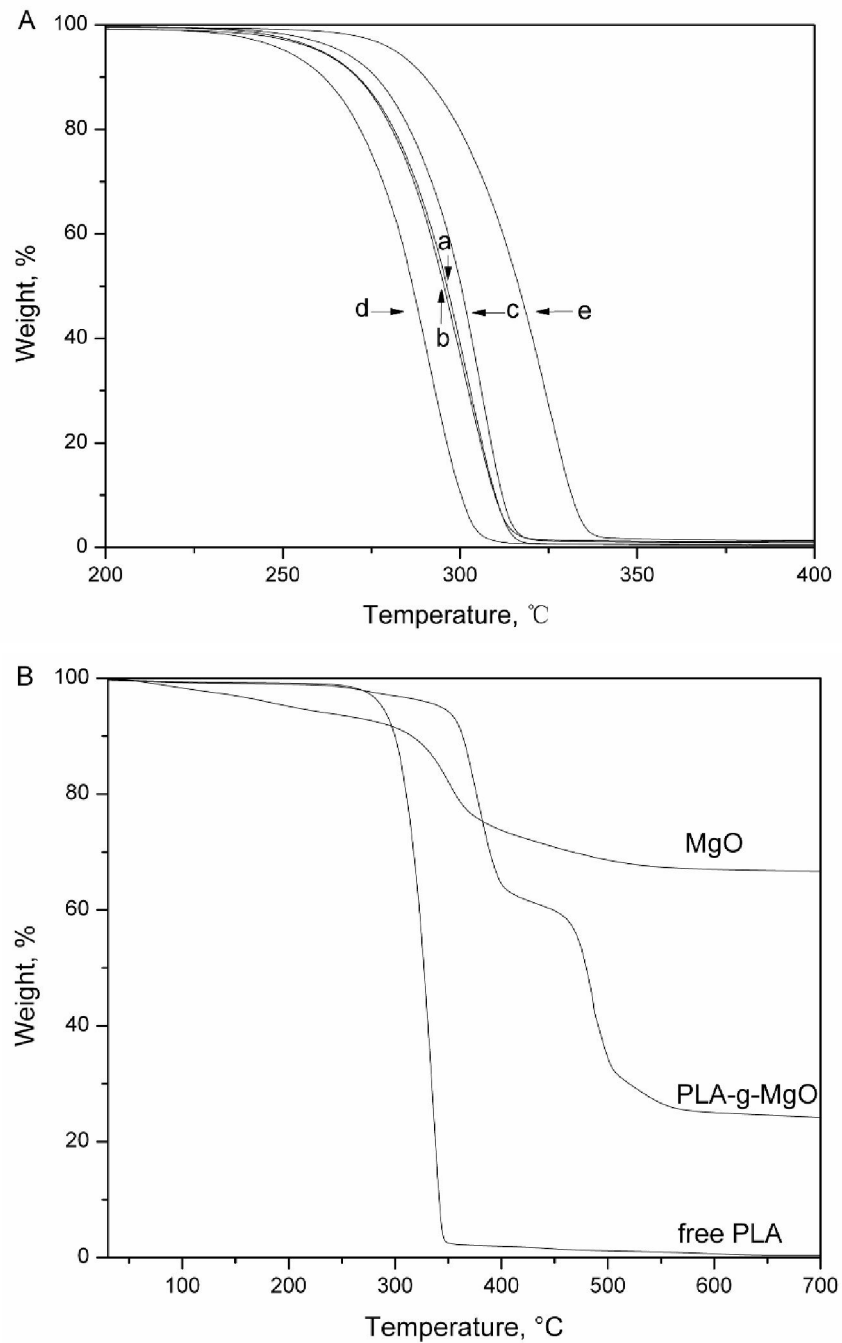 A
100
80
60
40
20
0
Weight, %
a
d
b
c
e
200
250
300
350
400
Temperature, ℃
B
100
80
60
40
20
0
Weight, %
MgO
PLA-g-MgO
free PLA
100
200
300
400
500
600
700
Temperature, °C